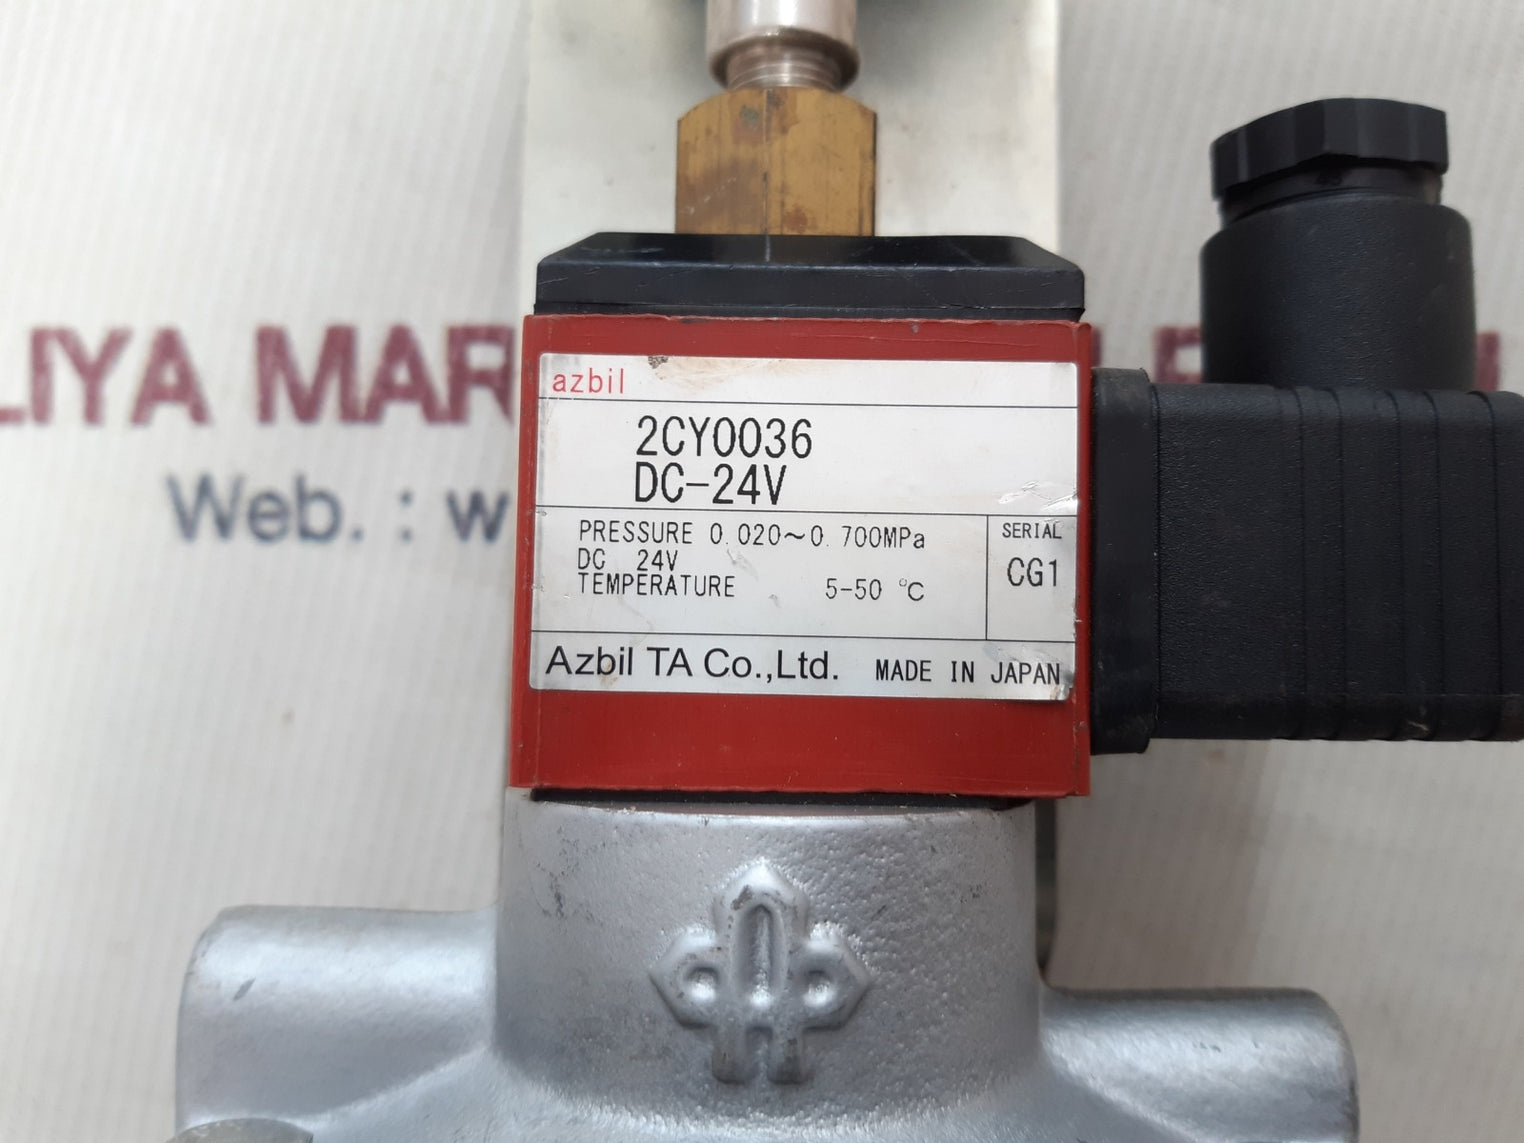 LIYA MAR
Web. : w
azbil
2CY0036
DC-24V
PRESSURE 0.020~0.700MPa
DC 24V
TEMPERATURE 5-50 °C
SERIAL
CG1
Azbil TA Co.,Ltd. MADE IN JAPAN